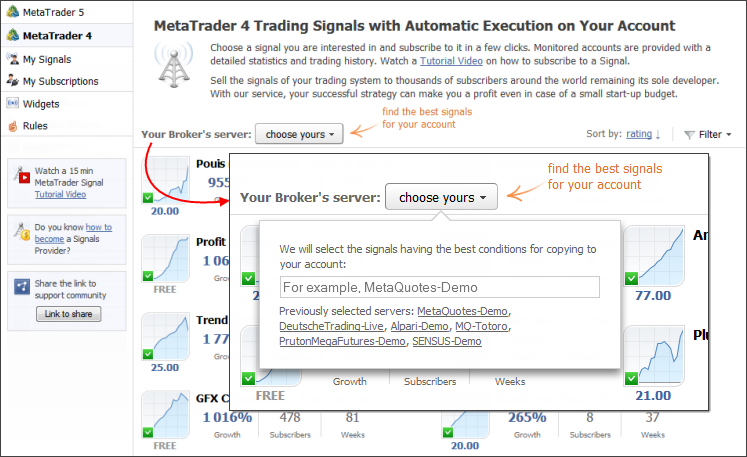 MetaTrader 5
MetaTrader 4
My Signals
My Subscriptions
Widgets
Rules
Watch a 15 min
MetaTrader Signal
Tutorial Video
Do you know how to
become a Signals
Provider?
Share the link to
support community
Link to share
MetaTrader 4 Trading Signals with Automatic Execution on Your Account
Choose a signal you are interested in and subscribe to it in a few clicks. Monitored accounts are provided with a
detailed statistics and trading history. Watch a Tutorial Video on how to subscribe to a Signal.
Sell the signals of your trading system to thousands of subscribers around the world remaining its sole developer.
With our service, your successful strategy can make you a profit even in case of a small start-up budget.
find the best signals
for your account
Your Broker's server: choose yours
Sort by: rating ↓ Filter
Pouis
955
20.00
Profit
1 06
Growth
FREE
Trend
1 77
Growth
25.00
find the best signals
for your account
Your Broker's server: choose yours
We will select the signals having the best conditions for copying to
your account:
For example, MetaQuotes-Demo
Previously selected servers: MetaQuotes-Demo,
DeutscheTrading-Live, Alpari-Demo, MQ-Totoro,
PrutonMegaFutures-Demo, SENSUS-Demo
77.00
21.00
FREE
Growth Subscribers Weeks
GFX C
1 016% 478 81
Growth Subscribers Weeks
FREE
265% 8 37
Growth Subscribers Weeks
20.00